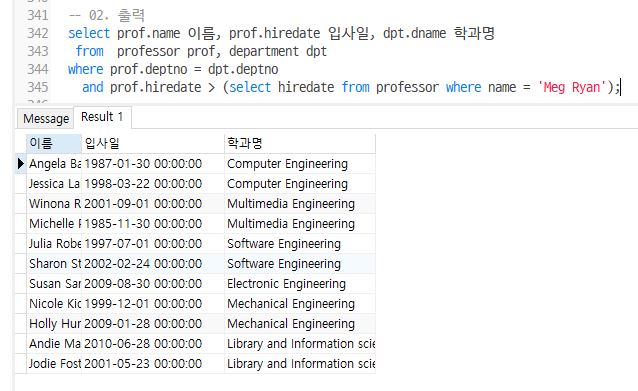 341 -- 02. 출력
342 select prof.name 이름, prof.hiredate 입사일, dpt.dname 학과명
343 from professor prof, department dpt
344 where prof.deptno = dpt.deptno
345 and prof.hiredate > (select hiredate from professor where name = 'Meg Ryan');
Message Result 1
이름 입사일 학과명
Angela Ba 1987-01-30 00:00:00 Computer Engineering
Jessica La 1998-03-22 00:00:00 Computer Engineering
Winona R 2001-09-01 00:00:00 Multimedia Engineering
Michelle P 1985-11-30 00:00:00 Multimedia Engineering
Julia Robe 1997-07-01 00:00:00 Software Engineering
Sharon St 2002-02-24 00:00:00 Software Engineering
Susan Sar 2009-08-30 00:00:00 Electronic Engineering
Nicole Kid 1999-12-01 00:00:00 Mechanical Engineering
Holly Hun 2009-01-28 00:00:00 Mechanical Engineering
Andie Ma 2010-06-28 00:00:00 Library and Information scie
Jodie Fost 2001-05-23 00:00:00 Library and Information scie